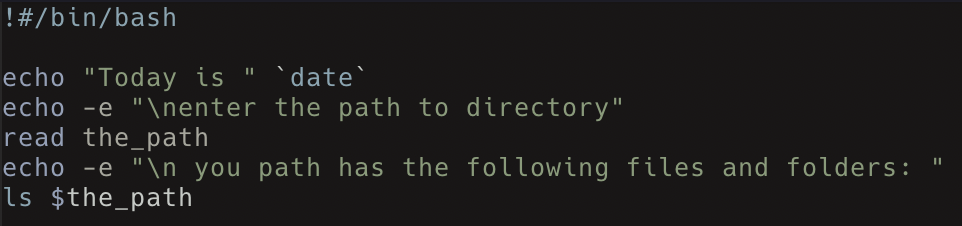 !#/bin/bash
echo "Today is " `date`
echo -e "\nenter the path to directory"
read the_path
echo -e "\n you path has the following files and folders: "
ls $the_path